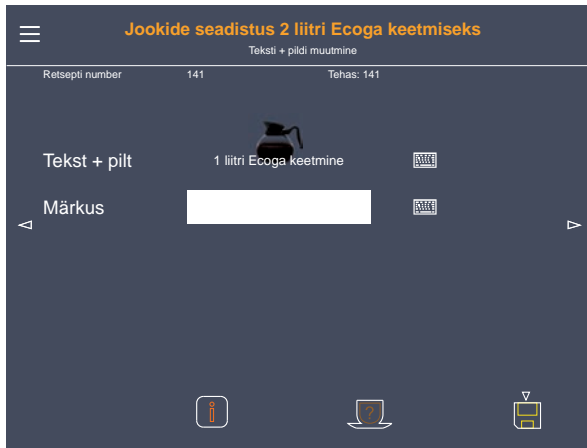 Jookide seadistus 2 liitri Ecoga keetmiseks
Teksti + pildi muutmine
Retsepti number 141 Tehas: 141
Tekst + pilt 1 liitri Ecoga keetmine
Märkus
i ?